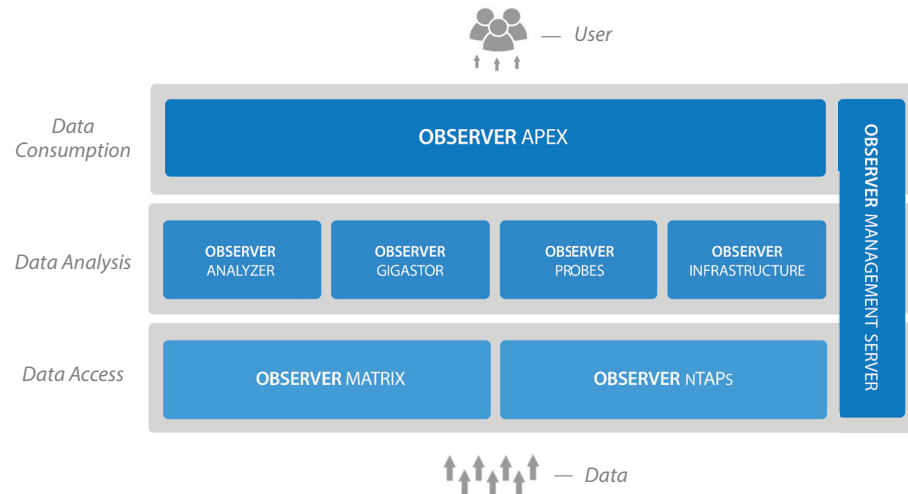 — User
Data
Consumption
OBSERVER APEX
OBSERVER MANAGEMENT SERVER
Data Analysis
OBSERVER
ANALYZER
OBSERVER
GIGASTOR
OBSERVER
PROBES
OBSERVER
INFRASTRUCTURE
Data Access
OBSERVER MATRIX
OBSERVER nTAPs
— Data